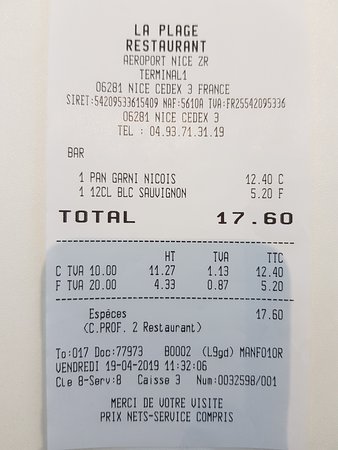 LA PLAGE
RESTAURANT
AEROPORT NICE ZR
TERMINAL1
06281 NICE CEDEX 3 FRANCE
SIRET:54209533615409 NAF:5610A TVA:FR25542095336
06281 NICE CEDEX 3
TEL : 04.93.71.31.19
BAR
1 PAN GARNI NICOIS 12.40 C
1 12CL BLC SAUVIGNON 5.20 F
TOTAL 17.60
HT TVA TTC
C TVA 10.00 11.27 1.13 12.40
F TVA 20.00 4.33 0.87 5.20
Espèces 17.60
(C.PROF. 2 Restaurant)
To:017 Doc:77973 B0002 (L9gd) MANF010R
VENDREDI 19-04-2019 11:32:06
Cle 8-Serv:8 Caisse 3 Num:0032598/001
MERCI DE VOTRE VISITE
PRIX NETS-SERVICE COMPRIS